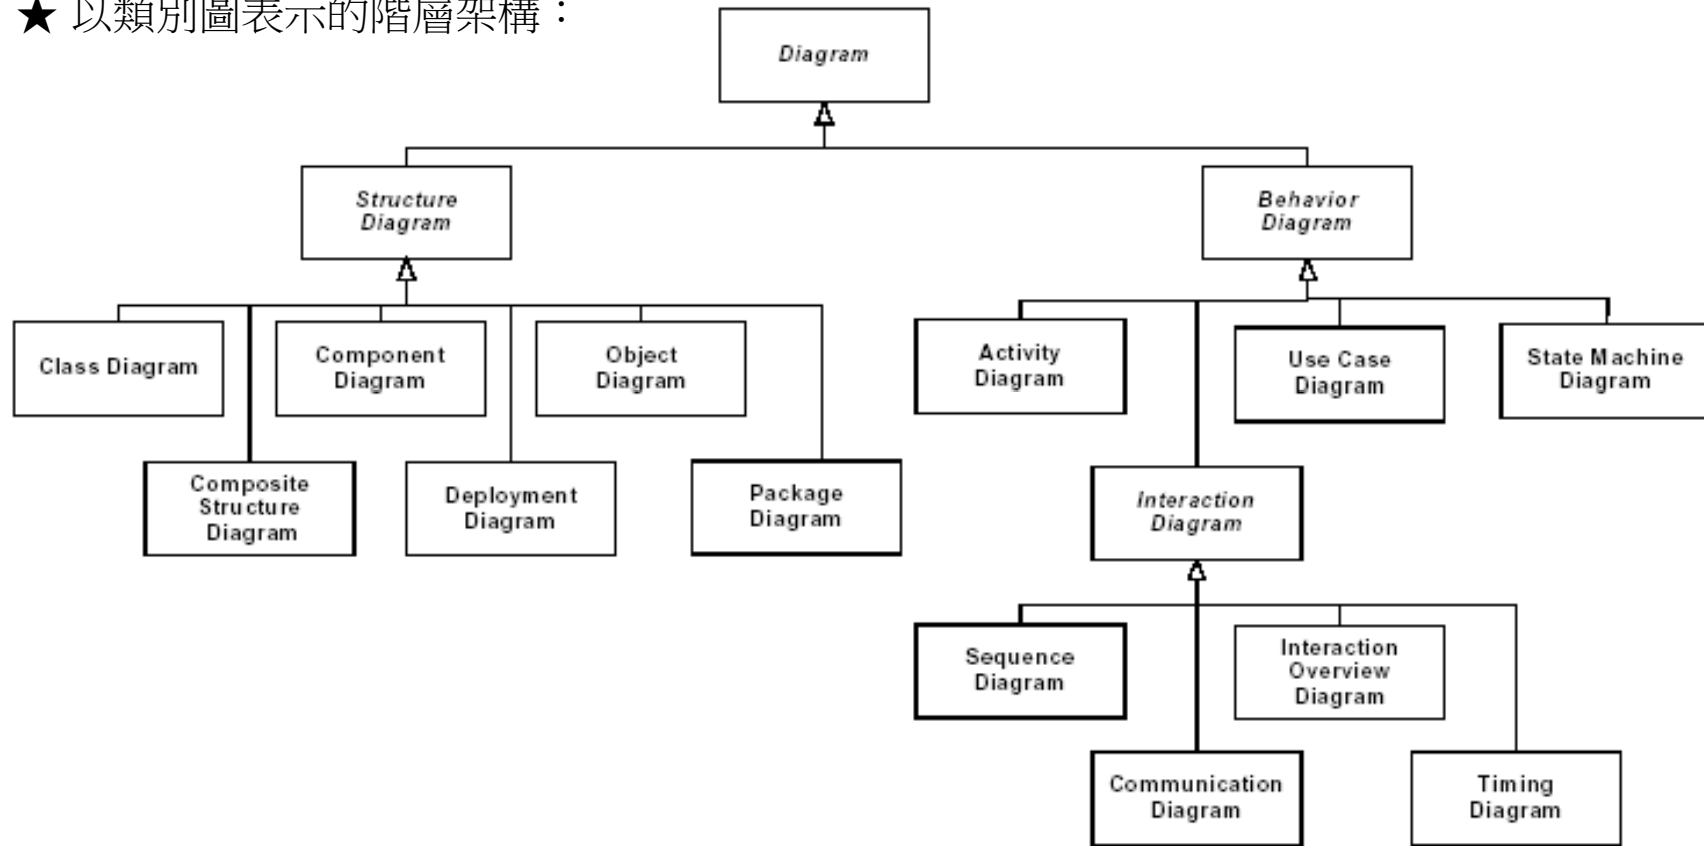 ★ 以類別圖表示的階層架構：
Diagram
Structure
Diagram
Behavior
Diagram
Class Diagram
Component
Diagram
Object
Diagram
Activity
Diagram
Use Case
Diagram
State Machine
Diagram
Composite
Structure
Diagram
Deployment
Diagram
Package
Diagram
Interaction
Diagram
Sequence
Diagram
Interaction
Overview
Diagram
Communication
Diagram
Timing
Diagram